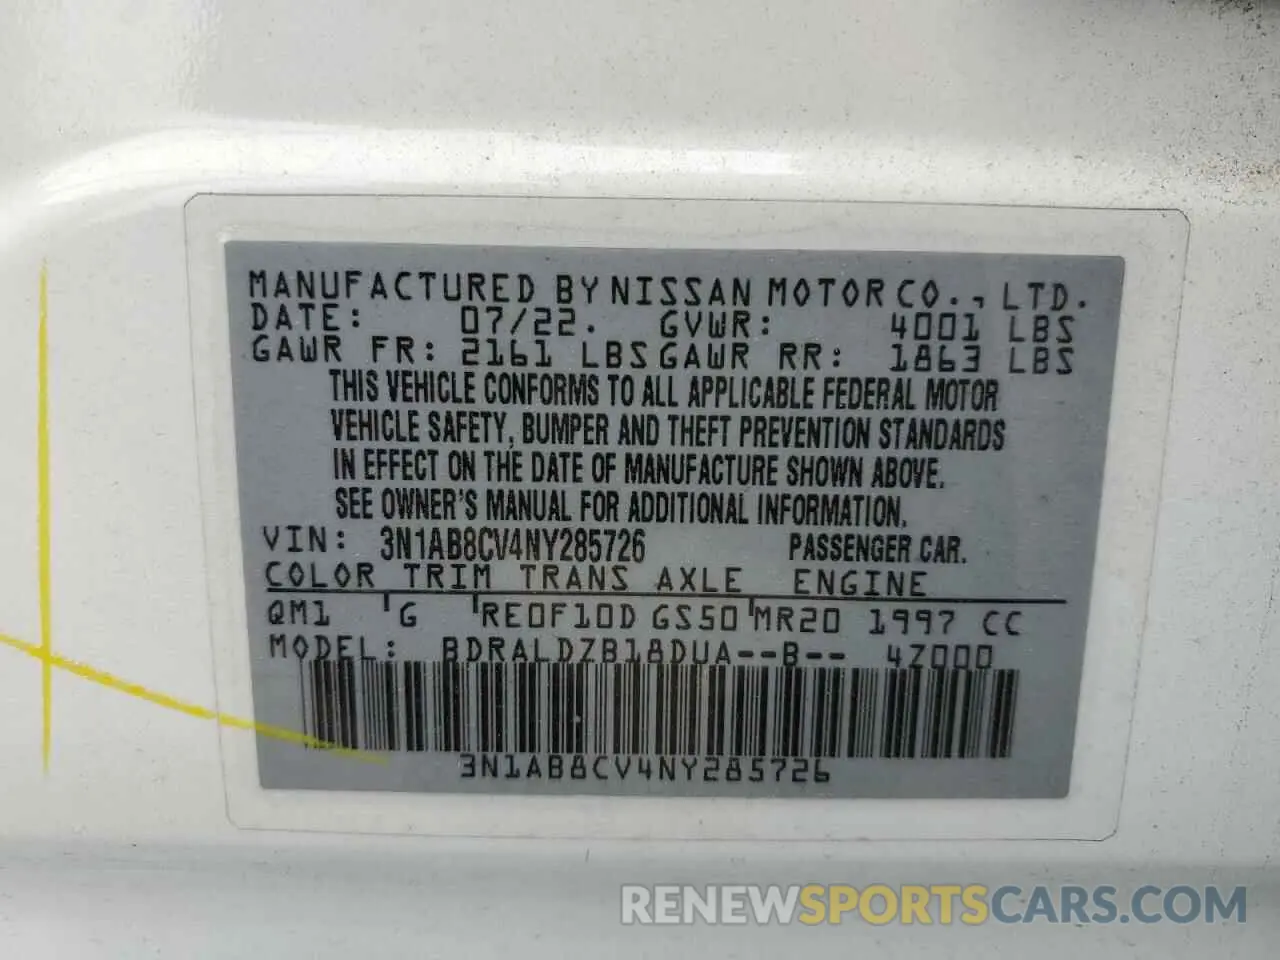 MANUFACTURED BY NISSAN MOTOR CO., LTD.
DATE: 07/22. GVWR: 4001 LBS
GAWR FR: 2161 LBS GAWR RR: 1863 LBS
THIS VEHICLE CONFORMS TO ALL APPLICABLE FEDERAL MOTOR
VEHICLE SAFETY, BUMPER AND THEFT PREVENTION STANDARDS
IN EFFECT ON THE DATE OF MANUFACTURE SHOWN ABOVE.
SEE OWNER'S MANUAL FOR ADDITIONAL INFORMATION.
VIN: 3N1AB8CV4NY285726 PASSENGER CAR.
COLOR TRIM TRANS AXLE ENGINE
QM1 G RE0F10D GS50 MR20 1997 CC
MODEL: BDRALDZB18DUA--B-- 4Z000
3N1AB8CV4NY285726
RENEWSPORTSCARS.COM